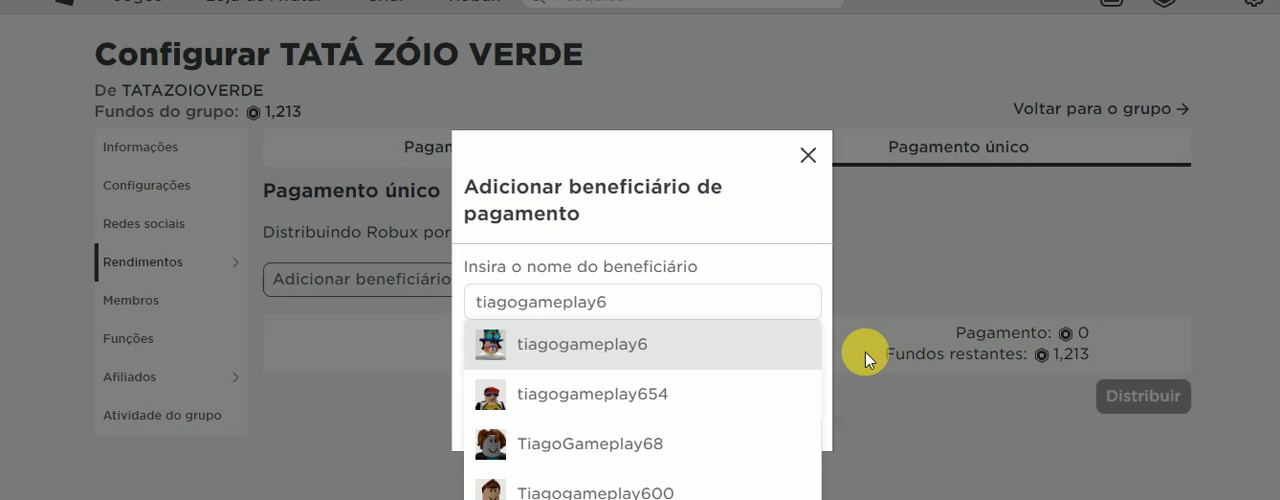 Configurar TATÁ ZÓIO VERDE
De TATAZOIOVERDE
Fundos do grupo: 1,213
Voltar para o grupo →
Informações
Configurações
Redes sociais
Rendimentos
Membros
Funções
Afiliados
Atividade do grupo
Pagamento único
Pagamento único
Distribuindo Robux por
Adicionar beneficiário
Adicionar beneficiário de
pagamento
Insira o nome do beneficiário
tiagogameplay6
tiagogameplay6
tiagogameplay654
TiagoGameplay68
Tiagogameplay600
Pagamento: 0
Fundos restantes: 1,213
Distribuir